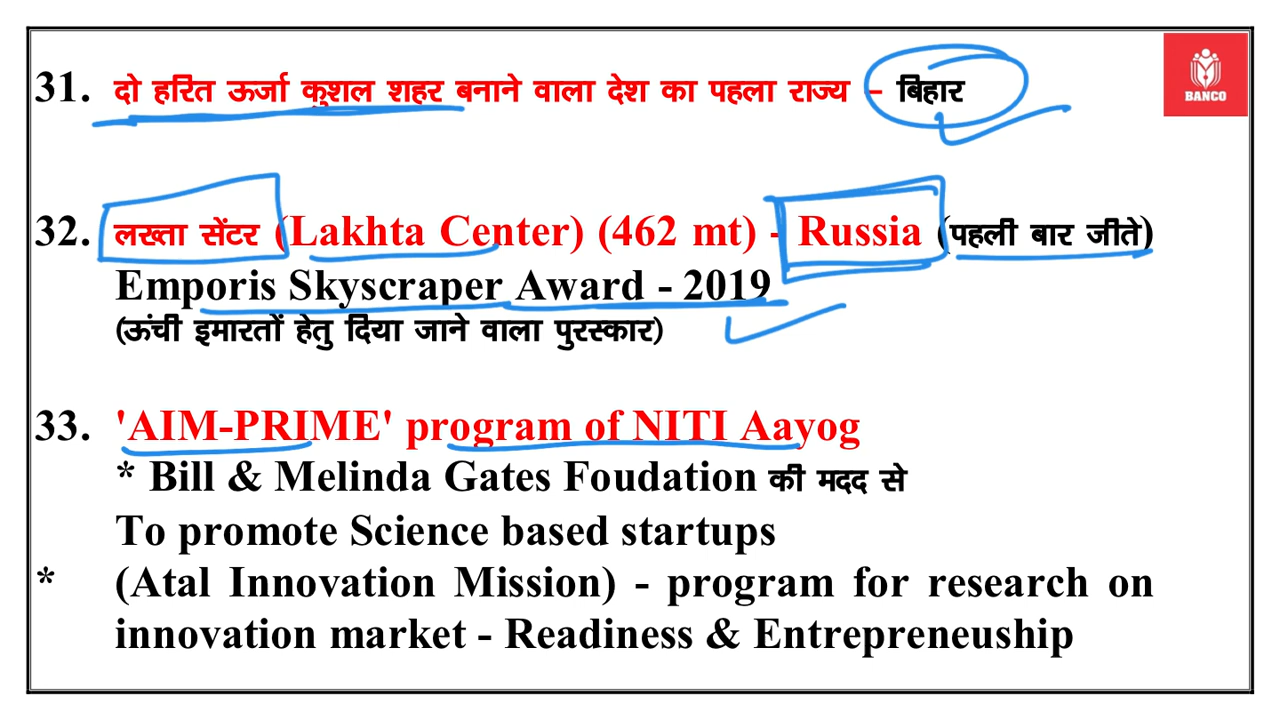 31. दो हरित ऊर्जा कुशल शहर बनाने वाला देश का पहला राज्य – बिहार
BANCO
32. लख्ता सेंटर (Lakhta Center) (462 mt) - Russia (पहली बार जीते)
Emporis Skyscraper Award - 2019
(ऊंची इमारतों हेतु दिया जाने वाला पुरस्कार)
33. 'AIM-PRIME' program of NITI Aayog
* Bill & Melinda Gates Foudation की मदद से
To promote Science based startups
* (Atal Innovation Mission) - program for research on
innovation market - Readiness & Entrepreneuship